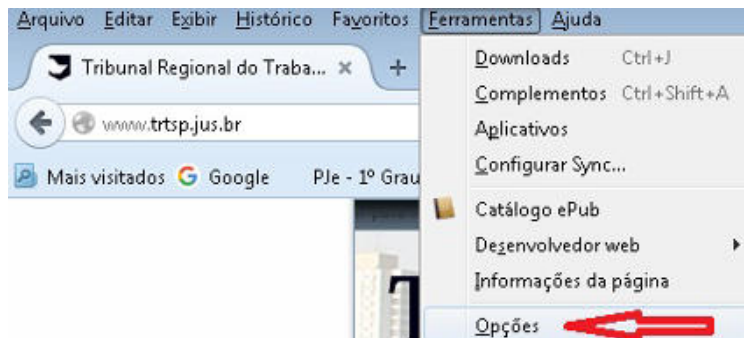 Arquivo Editar Exibir Histórico Favoritos Ferramentas Ajuda
Tribunal Regional do Traba... × +
www.trtsp.jus.br
Mais visitados G Google PJe - 1º Grau
Downloads Ctrl+J
Complementos Ctrl+Shift+A
Aplicativos
Configurar Sync...
Catálogo ePub
Desenvolvedor web
Informações da página
Opções